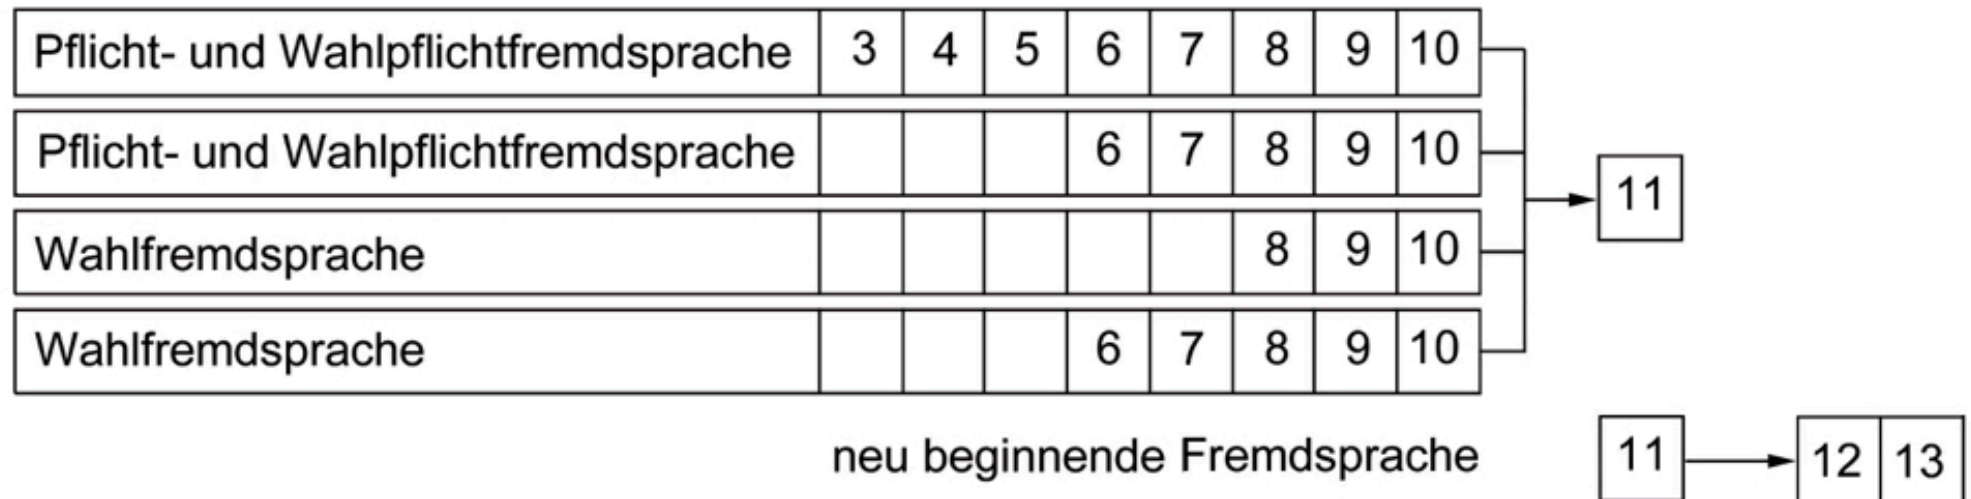 Pflicht- und Wahlpflichtfremdsprache 3 4 5 6 7 8 9 10
Pflicht- und Wahlpflichtfremdsprache 6 7 8 9 10
11
Wahlfremdsprache 8 9 10
Wahlfremdsprache 6 7 8 9 10
neu beginnende Fremdsprache 11 12 13